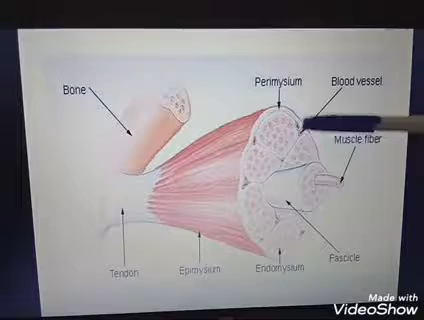 Perimysium
Blood vessel
Bone
Muscle fiber
Tendon
Epimysium
Endomysium
Fascicle
Made with
VideoShow